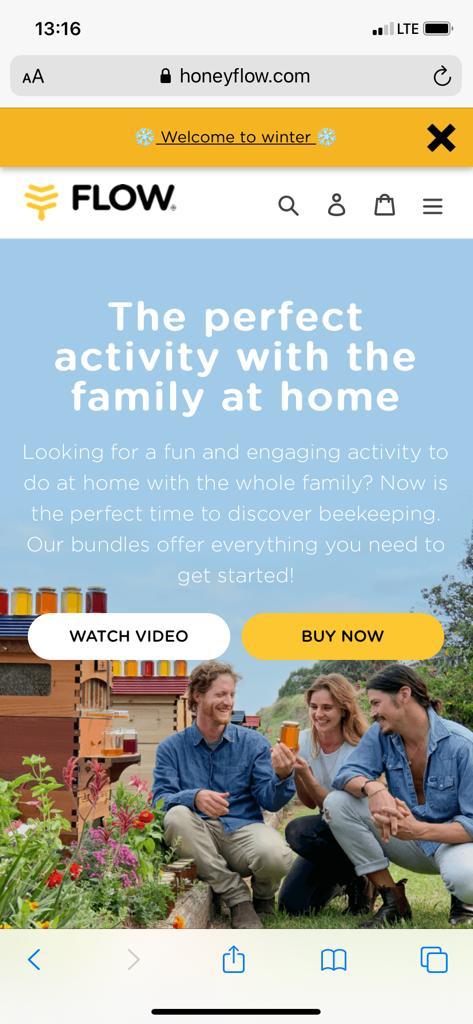 13:16
LTE
AA honeyflow.com
❄️ Welcome to winter ❄️
FLOW®
The perfect
activity with the
family at home
Looking for a fun and engaging activity to
do at home with the whole family? Now is
the perfect time to discover beekeeping.
Our bundles offer everything you need to
get started!
WATCH VIDEO BUY NOW